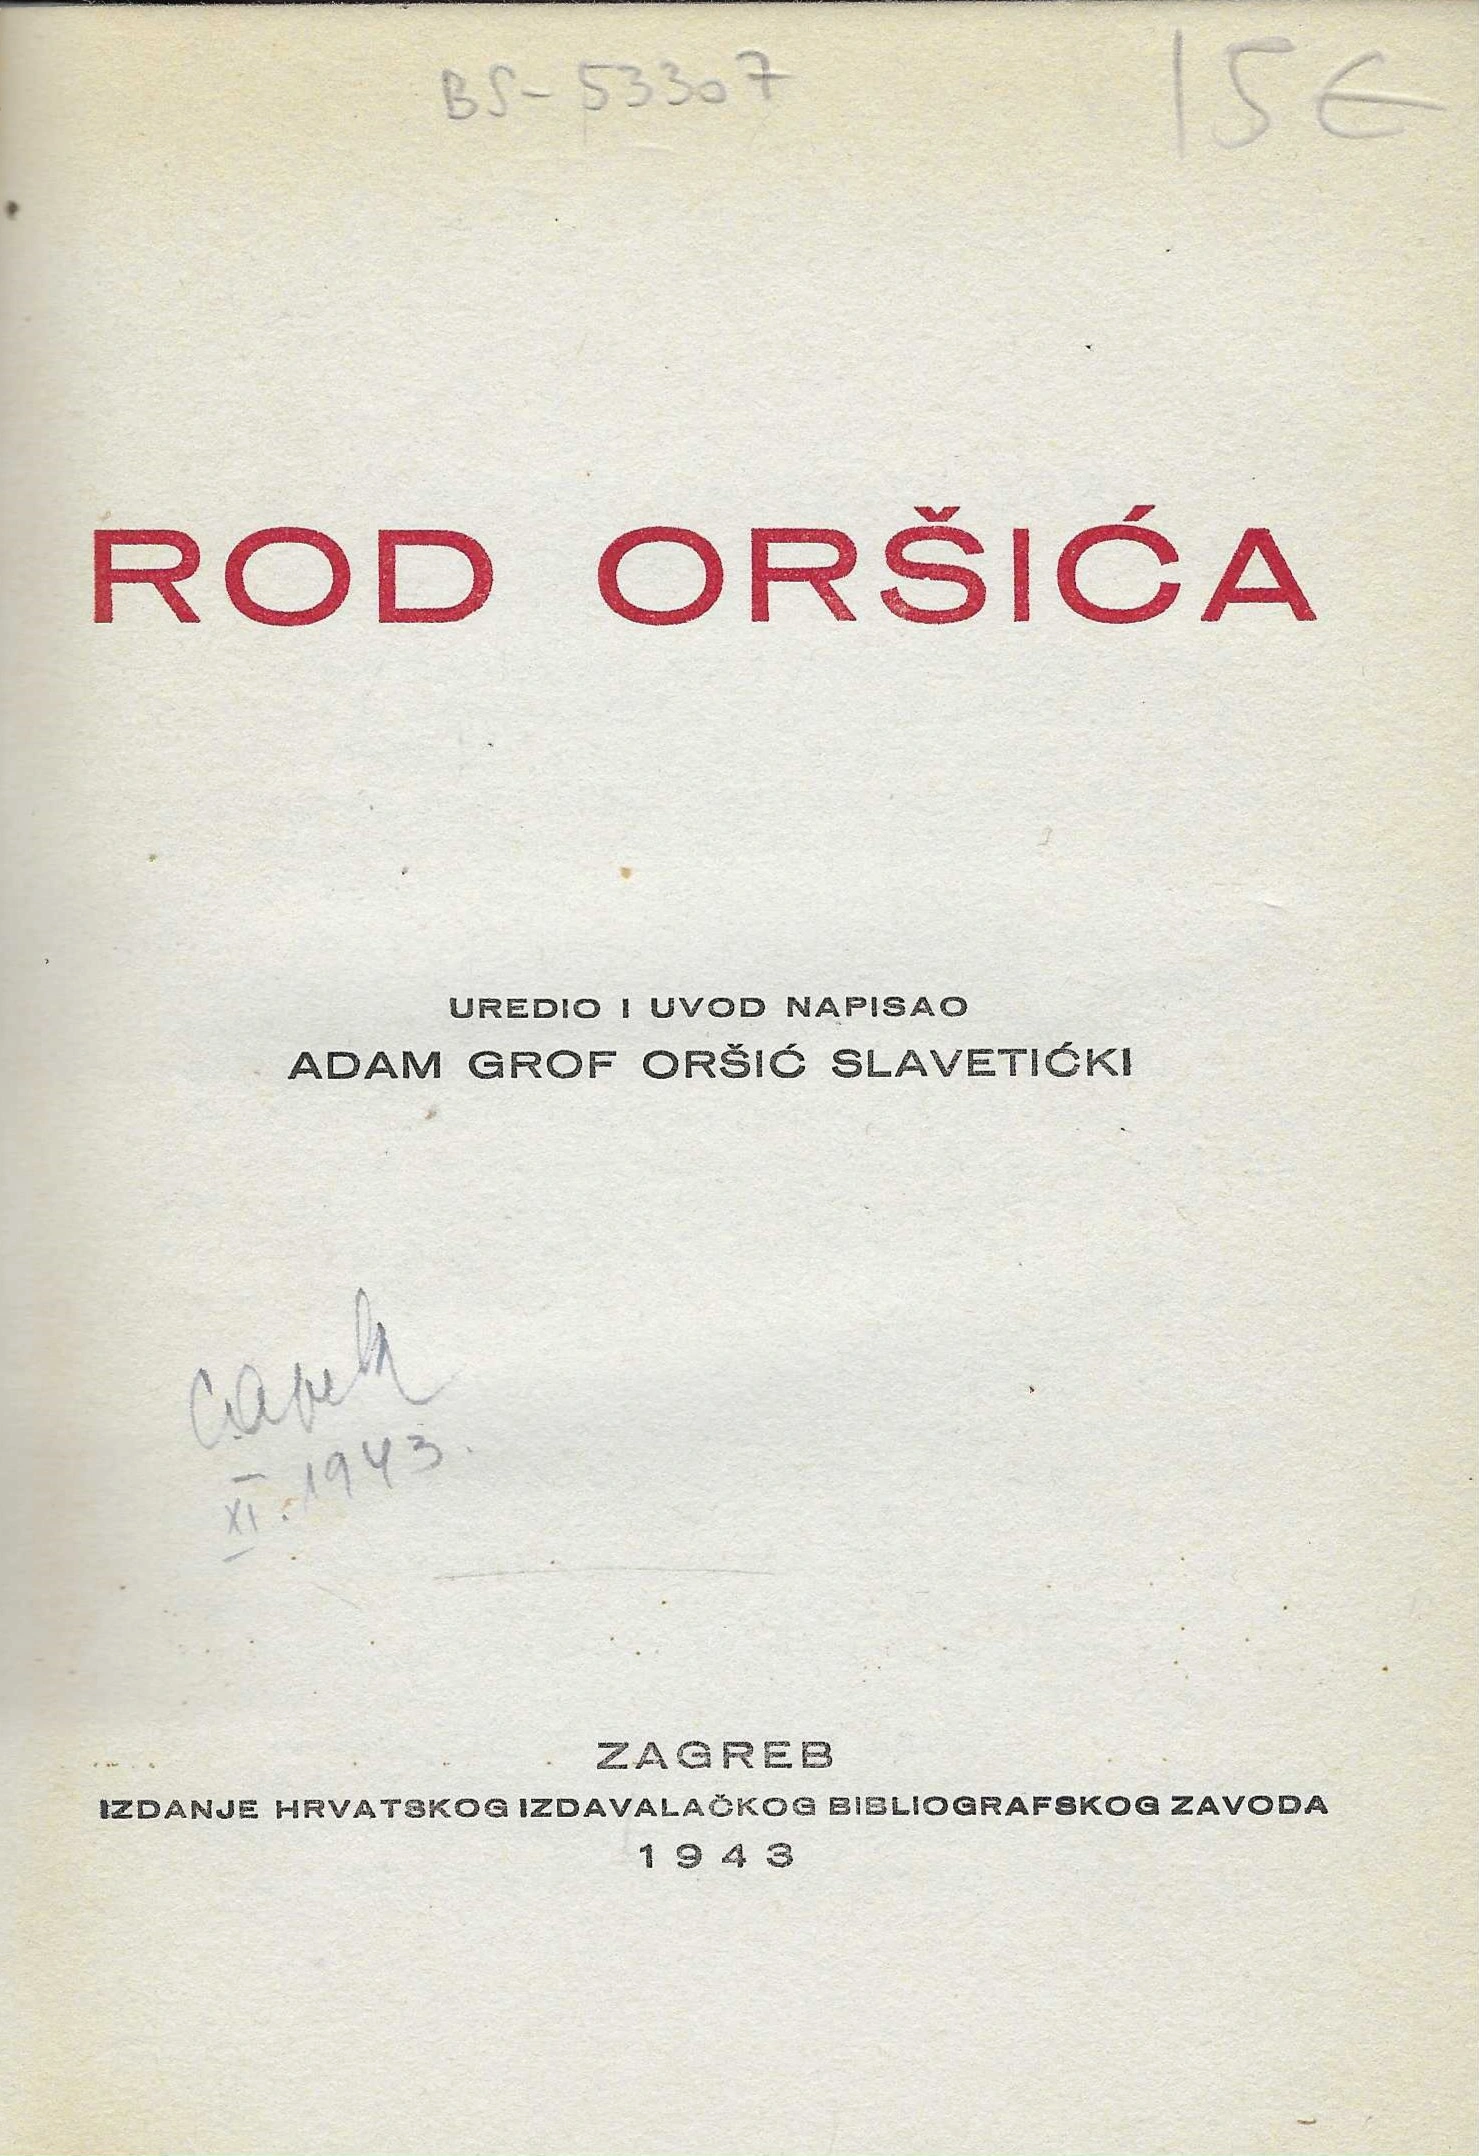 BS-53307
15€
ROD ORŠIĆA
UREDIO I UVOD NAPISAO
ADAM GROF ORŠIĆ SLAVETIĆKI
XI. 1943.
ZAGREB
IZDANJE HRVATSKOG IZDAVALAČKOG BIBLIOGRAFSKOG ZAVODA
1943